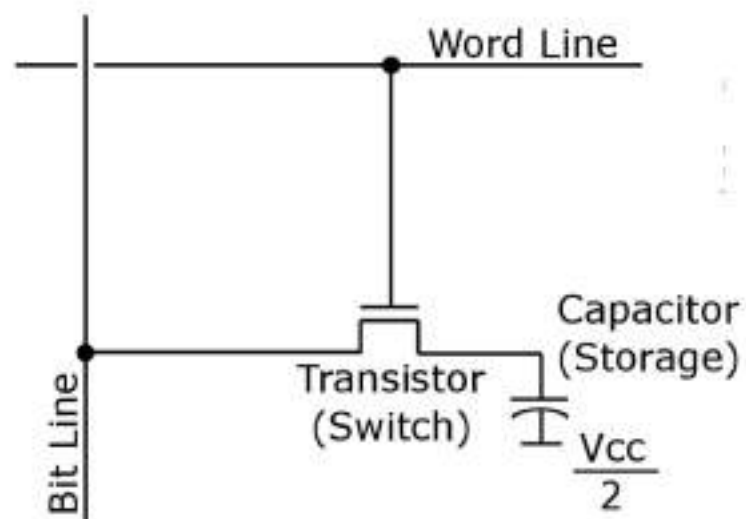 Word Line
Capacitor
(Storage)
Transistor
(Switch)
Vcc
2
Bit Line